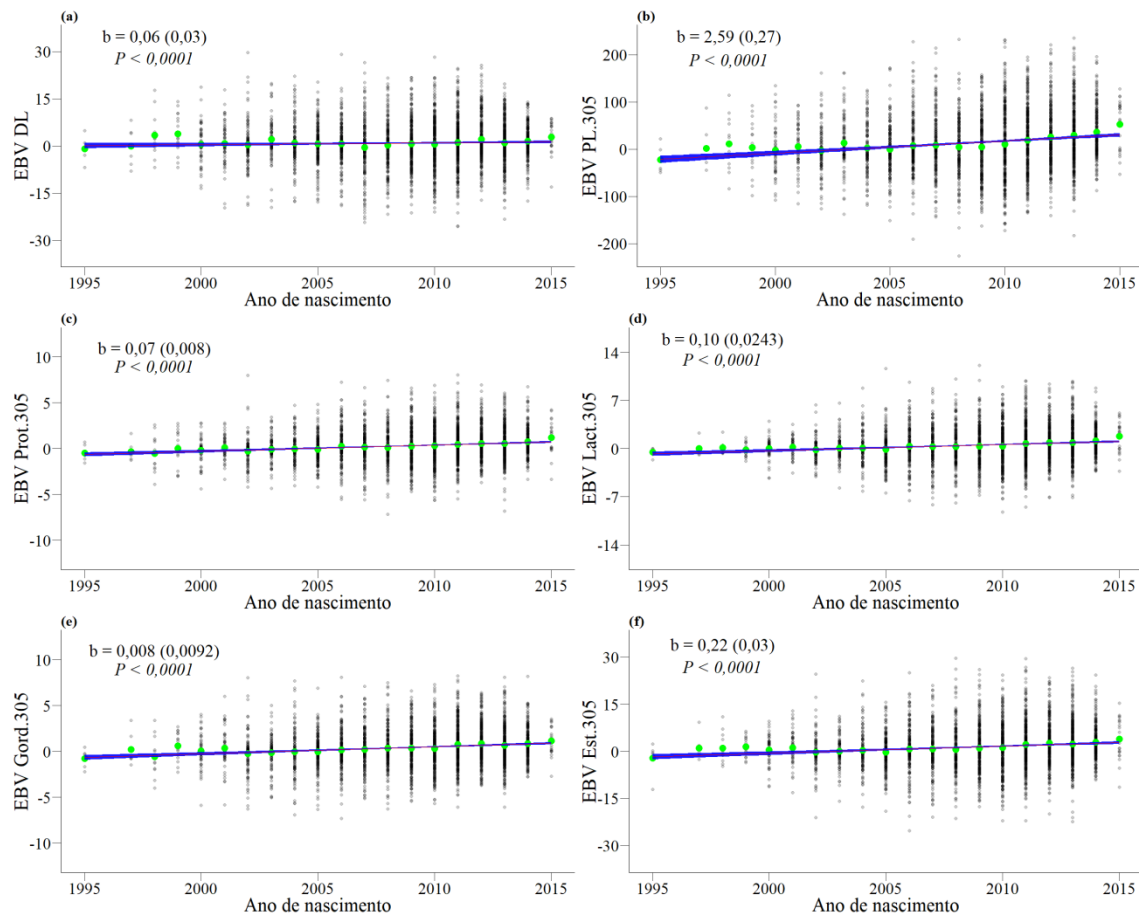 (a)
b = 0,06 (0,03)
P < 0,0001
30
15
0
-15
-30
EBV DL
1995
2000
2005
2010
2015
Ano de nascimento
(b)
b = 2,59 (0,27)
P < 0,0001
200
100
0
-100
-200
EBV PL.305
1995
2000
2005
2010
2015
Ano de nascimento
(c)
b = 0,07 (0,008)
P < 0,0001
10
5
0
-5
-10
EBV Prot.305
1995
2000
2005
2010
2015
Ano de nascimento
(d)
b = 0,10 (0,0243)
P < 0,0001
14
7
0
-7
-14
EBV Lact.305
1995
2000
2005
2010
2015
Ano de nascimento
(e)
b = 0,008 (0,0092)
P < 0,0001
10
5
0
-5
-10
EBV Gord.305
1995
2000
2005
2010
2015
Ano de nascimento
(f)
b = 0,22 (0,03)
P < 0,0001
30
15
0
-15
-30
EBV Est.305
1995
2000
2005
2010
2015
Ano de nascimento